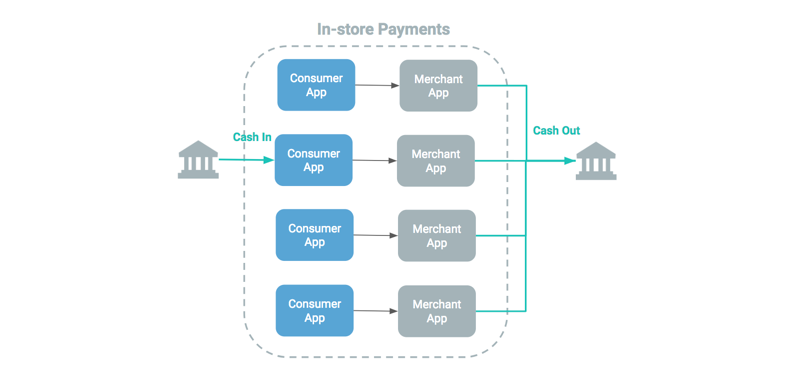 In-store Payments
Consumer
App
Merchant
App
Cash In
Cash Out
Consumer
App
Merchant
App
Consumer
App
Merchant
App
Consumer
App
Merchant
App